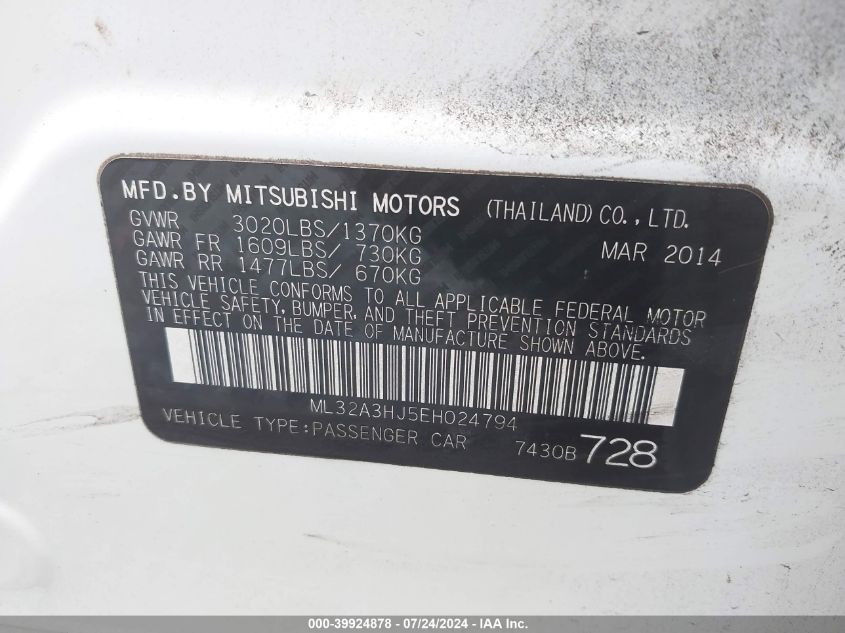 MFD.BY MITSUBISHI MOTORS (THAILAND)CO.,LTD.
GVWR 3020LBS/1370KG
GAWR FR 1609LBS/ 730KG MAR 2014
GAWR RR 1477LBS/ 670KG
THIS VEHICLE CONFORMS TO ALL APPLICABLE FEDERAL MOTOR
VEHICLE SAFETY, BUMPER, AND THEFT PREVENTION STANDARDS
IN EFFECT ON THE DATE OF MANUFACTURE SHOWN ABOVE.
ML32A3HJ5EH024794
VEHICLE TYPE:PASSENGER CAR 7430B 728
000-39924878 - 07/24/2024 - IAA Inc.